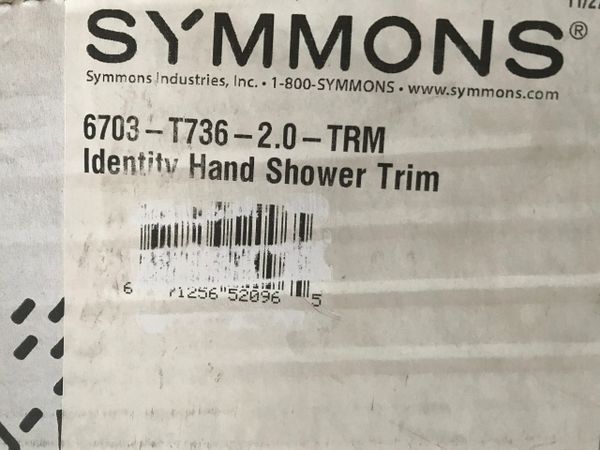 SYMMONS®
Symmons Industries, Inc. • 1-800-SYMMONS • www.symmons.com
6703-T736-2.0-TRM
Identity Hand Shower Trim
6 71256"52096 5